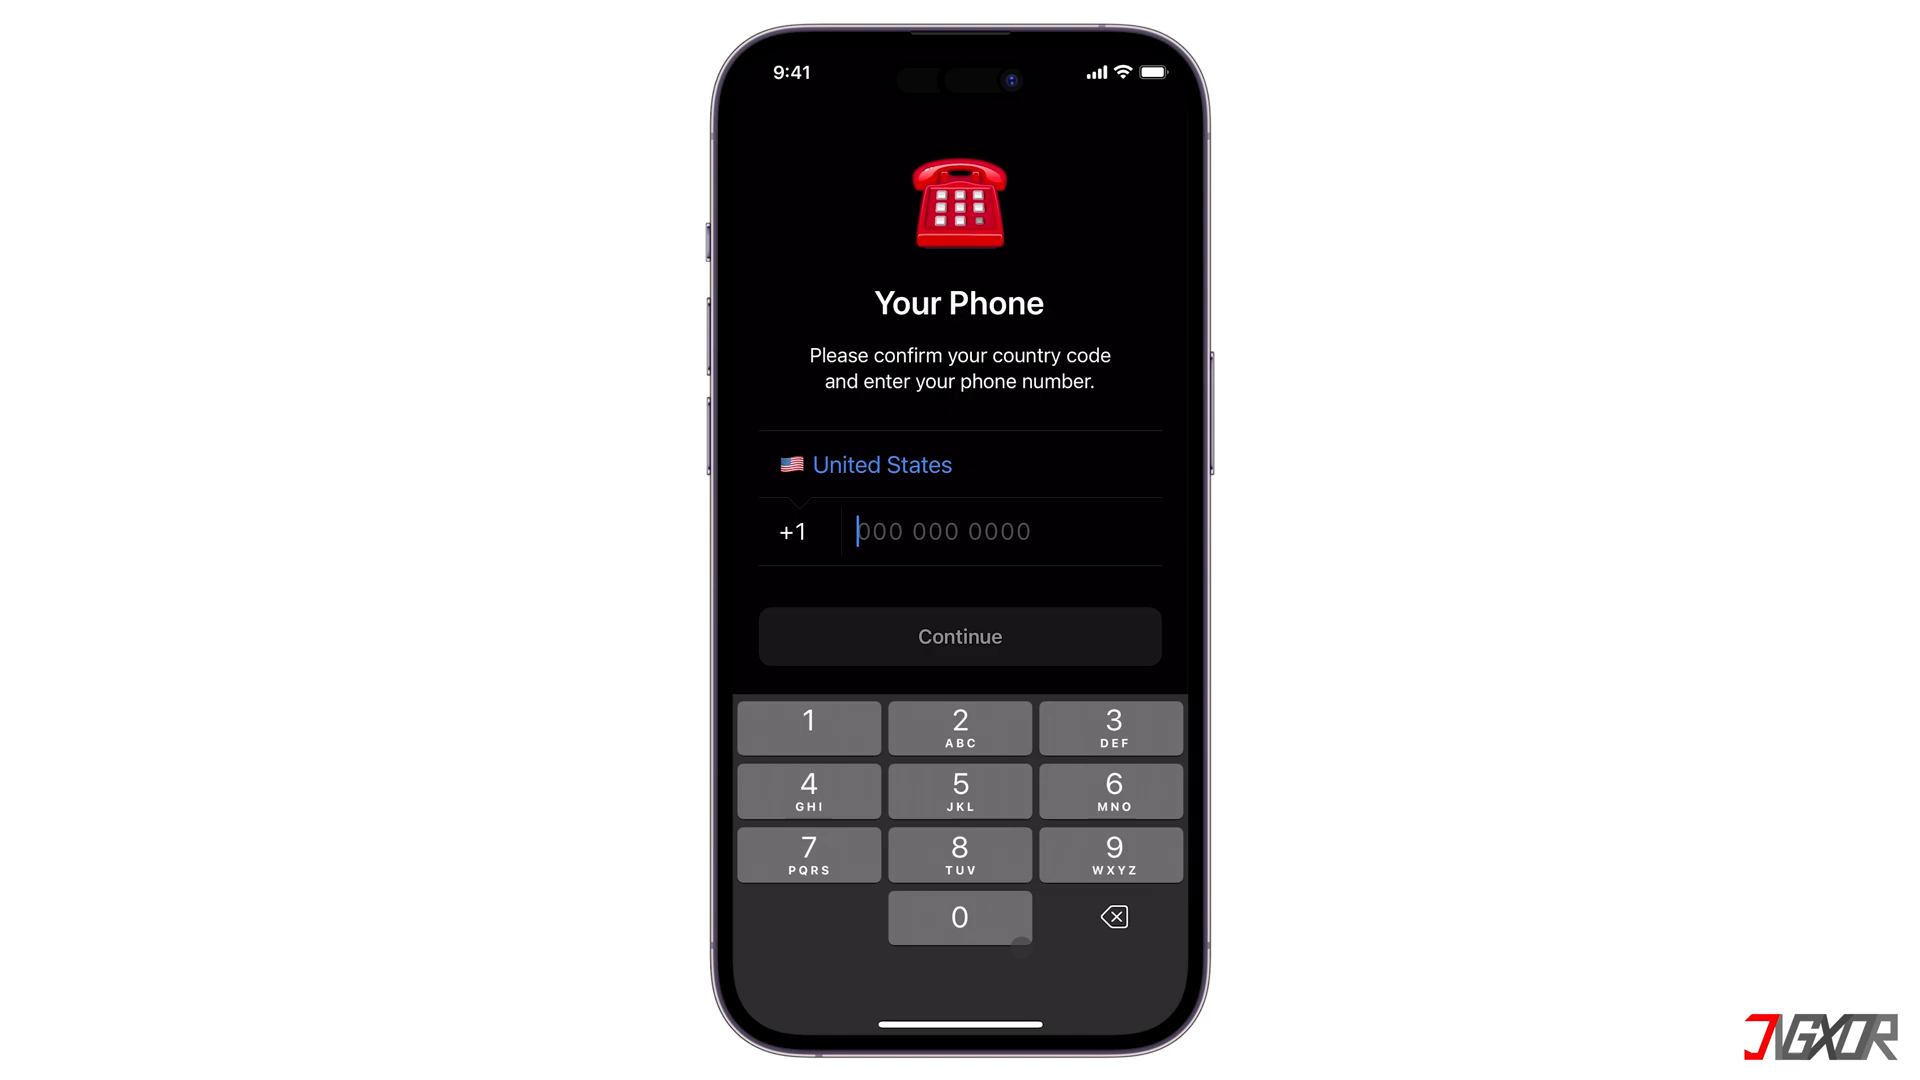 9:41
Your Phone
Please confirm your country code
and enter your phone number.
United States
+1 000 000 0000
Continue
1 2 3
ABC DEF
4 5 6
GHI JKL MNO
7 8 9
PQRS TUV WXYZ
0
JVGXOR